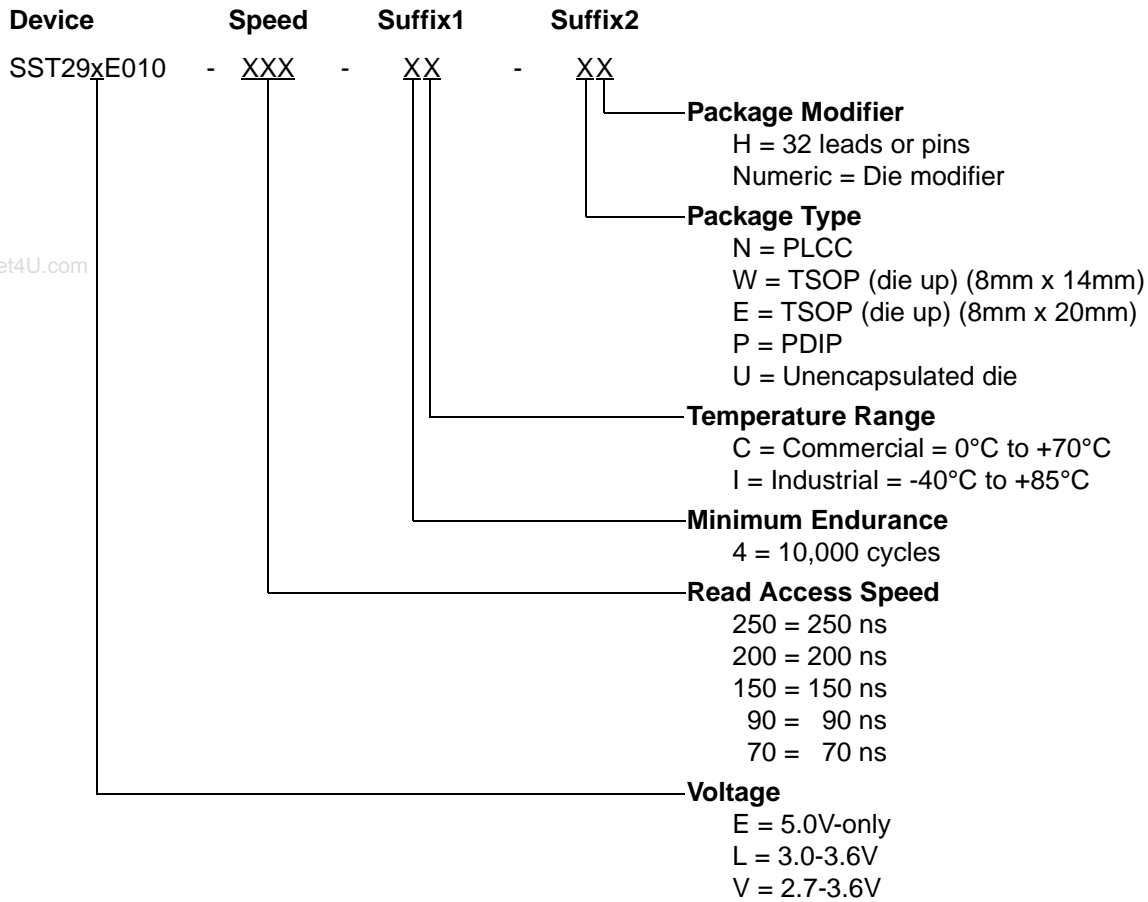 Device Speed Suffix1 Suffix2
SST29xE010 - XXX - XX - XX
Package Modifier
H = 32 leads or pins
Numeric = Die modifier
Package Type
N = PLCC
et4U.com
W = TSOP (die up) (8mm x 14mm)
E = TSOP (die up) (8mm x 20mm)
P = PDIP
U = Unencapsulated die
Temperature Range
C = Commercial = 0°C to +70°C
I = Industrial = -40°C to +85°C
Minimum Endurance
4 = 10,000 cycles
Read Access Speed
250 = 250 ns
200 = 200 ns
150 = 150 ns
90 = 90 ns
70 = 70 ns
Voltage
E = 5.0V-only
L = 3.0-3.6V
V = 2.7-3.6V